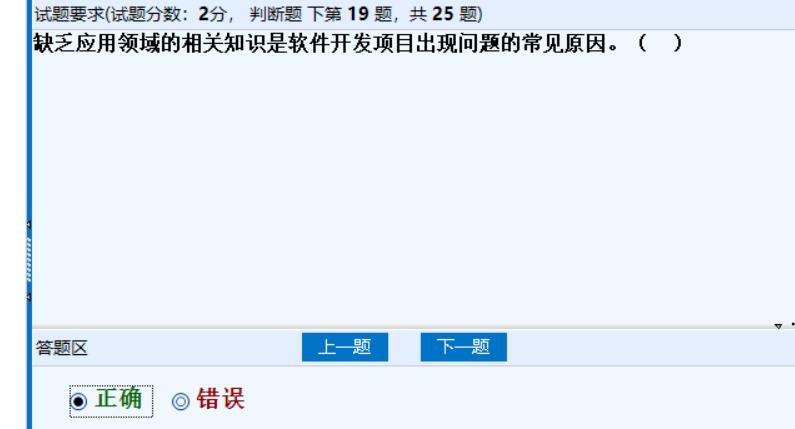 试题要求(试题分数：2分， 判断题 下第 19 题，共 25 题)
缺乏应用领域的相关知识是软件开发项目出现问题的常见原因。（ ）
答题区
上一题
下一题
正确
错误